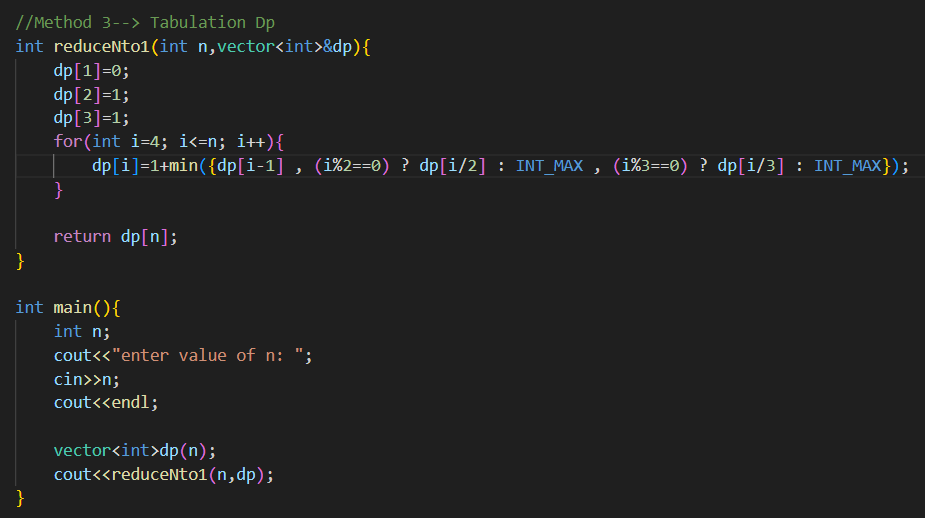 //Method 3--> Tabulation Dp
int reduceNto1(int n,vector<int>&dp){
    dp[1]=0;
    dp[2]=1;
    dp[3]=1;
    for(int i=4; i<=n; i++){
        dp[i]=1+min({dp[i-1] , (i%2==0) ? dp[i/2] : INT_MAX , (i%3==0) ? dp[i/3] : INT_MAX});
    }

    return dp[n];
}

int main(){
    int n;
    cout<<"enter value of n: ";
    cin>>n;
    cout<<endl;

    vector<int>dp(n);
    cout<<reduceNto1(n,dp);
}